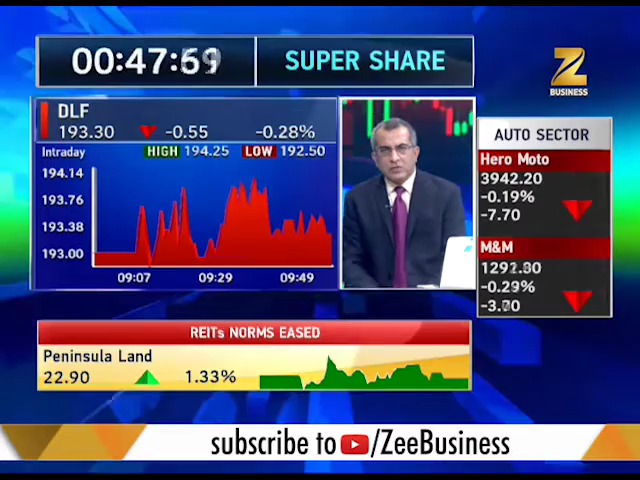 00:47:59 SUPER SHARE
Z
BUSINESS
DLF
193.30 -0.55 -0.28%
Intraday HIGH 194.25 LOW 192.50
194.14
193.76
193.38
193.00
09:07 09:29 09:49
AUTO SECTOR
Hero Moto
3942.20
-0.19%
-7.70
M&M
-0.29%
REITs NORMS EASED
Peninsula Land
22.90 1.33%
subscribe to /ZeeBusiness